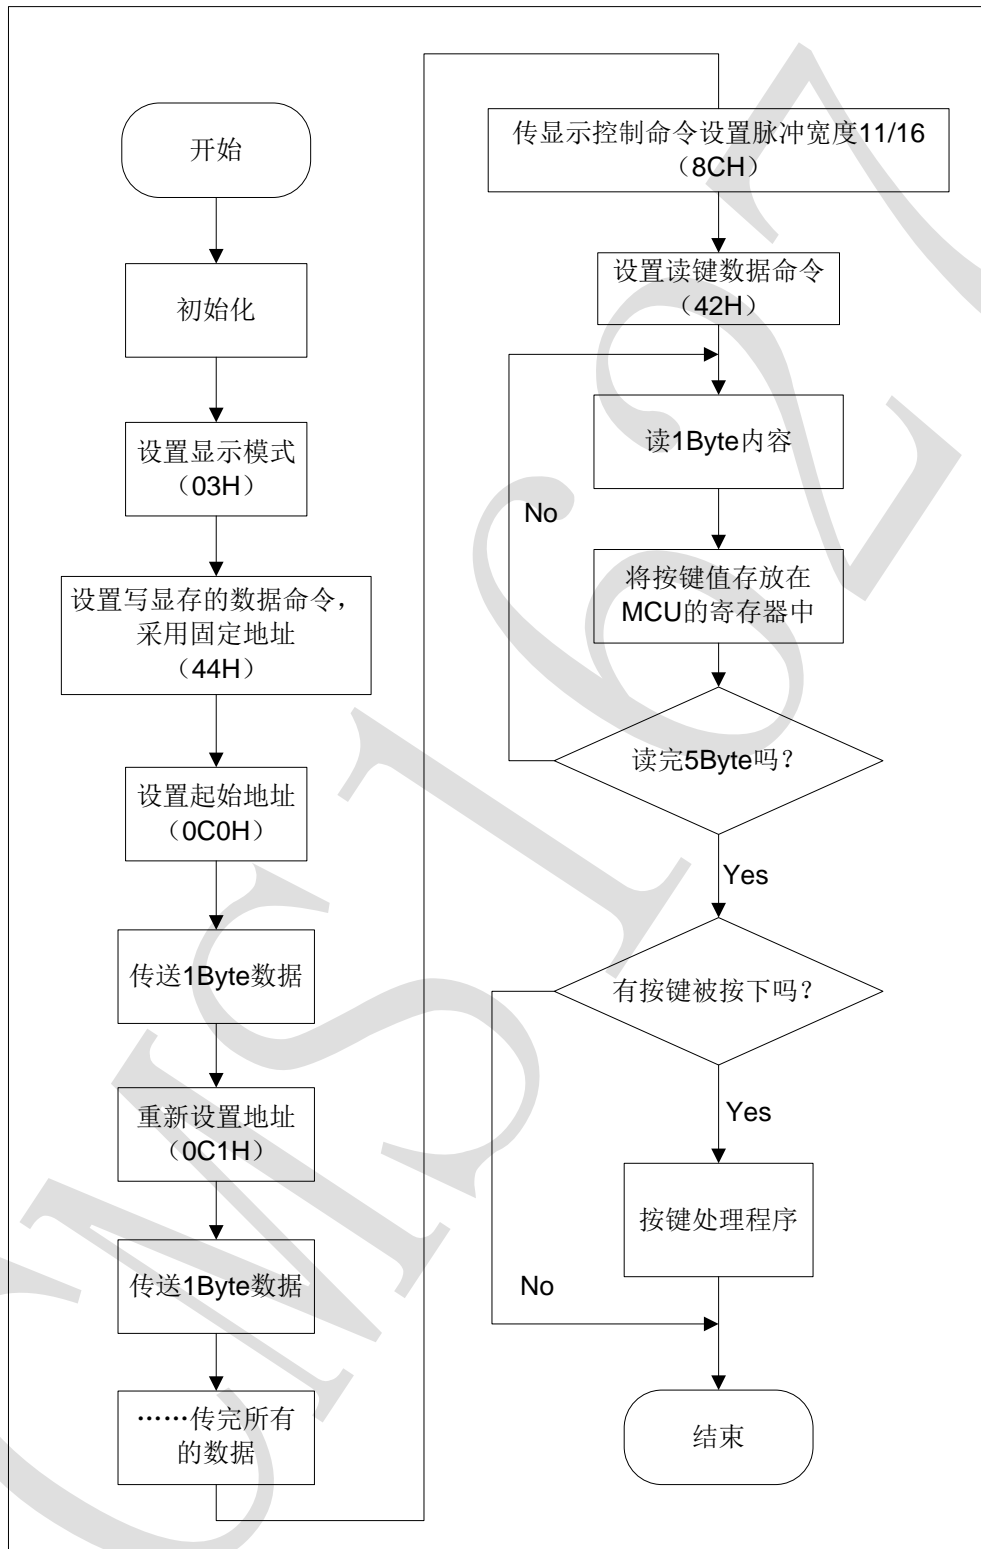 开始
初始化
设置显示模式
（03H）
设置写显存的数据命令，
采用固定地址
（44H）
设置起始地址
（0C0H）
传送1Byte数据
重新设置地址
（0C1H）
传送1Byte数据
……传完所有
的数据
传显示控制命令设置脉冲宽度11/16
（8CH）
设置读键数据命令
（42H）
读1Byte内容
No
将按键值存放在
MCU的寄存器中
读完5Byte吗？
Yes
有按键被按下吗？
Yes
按键处理程序
No
结束
CMS1627